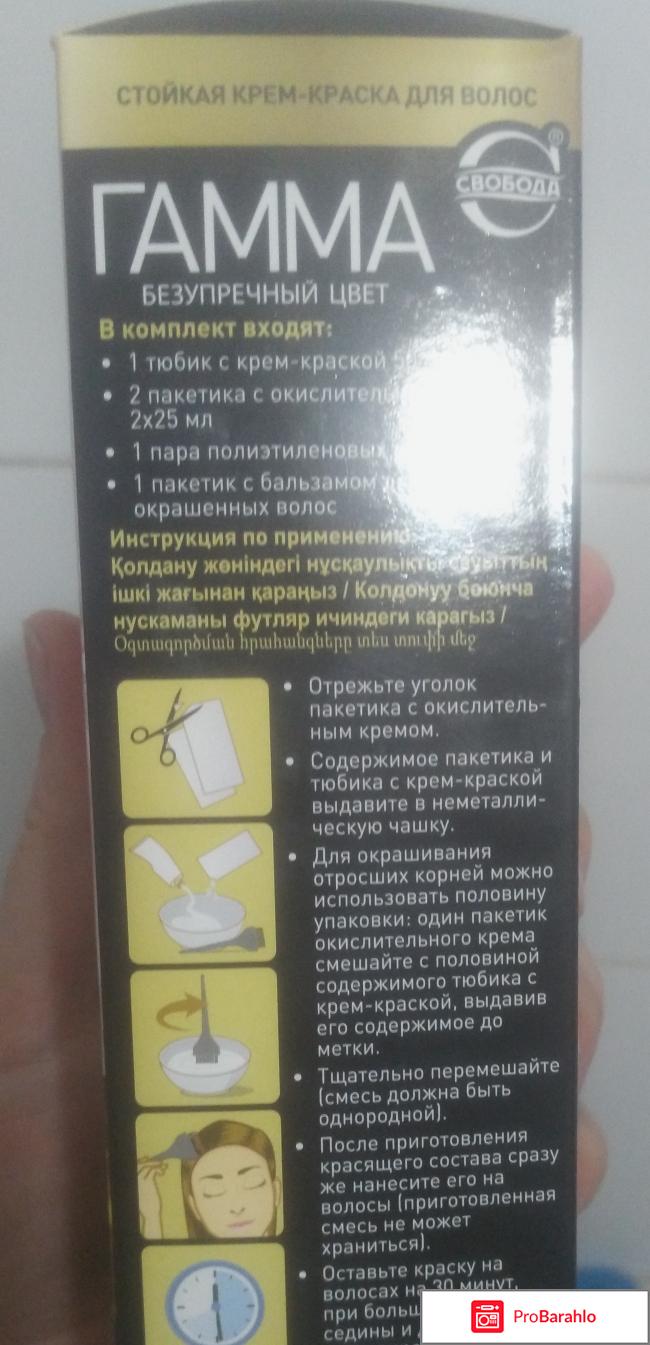 СТОЙКАЯ КРЕМ-КРАСКА ДЛЯ ВОЛОС
СВОБОДА ®
ГАММА
БЕЗУПРЕЧНЫЙ ЦВЕТ
В комплект входят:
• 1 тюбик с крем-краской
• 2 пакетика с
2x25 мл
• 1 пара полиэтиленовых
• 1 пакетик с бальзамом
окрашенных волос
Инструкция по применению
Қолдану жөніндегі нұсқаулықты сауыттың
ішкі жағынан қараңыз / Колдонуу боюнча
нускаманы футляр ичиндеги карагыз /
Օգտագործման հրահանգները տես տուփի մեջ
• Отрежьте уголок
пакетика с окислитель-
ным кремом.
• Содержимое пакетика и
тюбика с крем-краской
выдавите в неметалли-
ческую чашку.
• Для окрашивания
отросших корней можно
использовать половину
упаковки: один пакетик
окислительного крема
смешайте с половиной
содержимого тюбика с
крем-краской, выдавив
его содержимое до
метки.
• Тщательно перемешайте
(смесь должна быть
однородной).
• После приготовления
красящего состава сразу
же нанесите его на
волосы (приготовленная
смесь не может
храниться).
• Оставьте краску на
волосах на 30 минут,
при
седины и
ProBarahlo